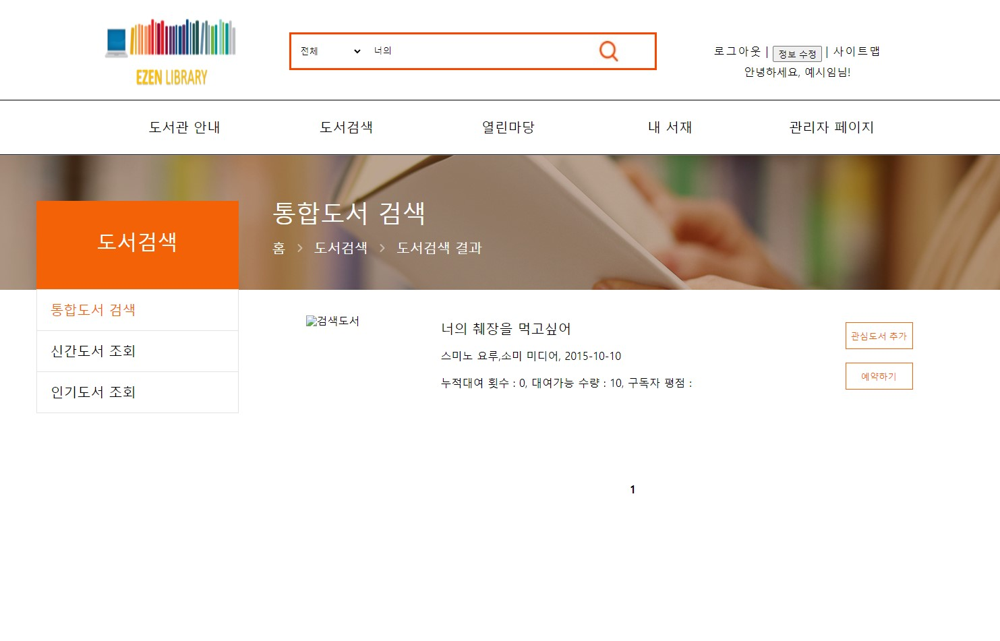 EZEN LIBRARY
전체
너의
로그아웃 | 정보 수정 | 사이트맵
안녕하세요, 예시임님!
도서관 안내
도서검색
열린마당
내 서재
관리자 페이지
통합도서 검색
홈 > 도서검색 > 도서검색 결과
도서검색
통합도서 검색
신간도서 조회
인기도서 조회
검색도서
너의 췌장을 먹고싶어
스미노 요루,소미 미디어, 2015-10-10
누적대여 횟수 : 0, 대여가능 수량 : 10, 구독자 평점 :
관심도서 추가
예약하기
1